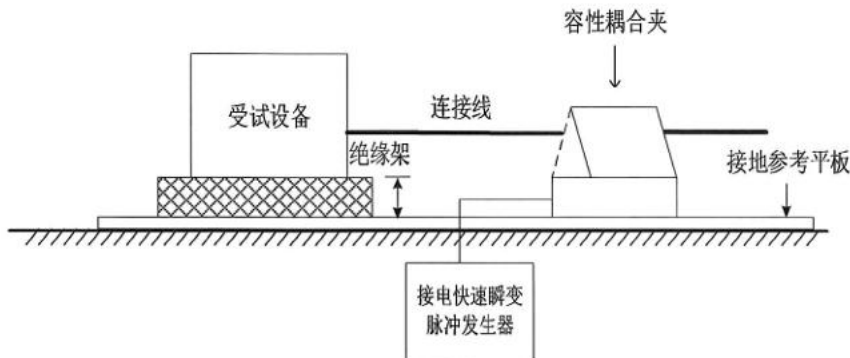 容性耦合夹
受试设备
连接线
绝缘架
接地参考平板
接电快速瞬变
脉冲发生器